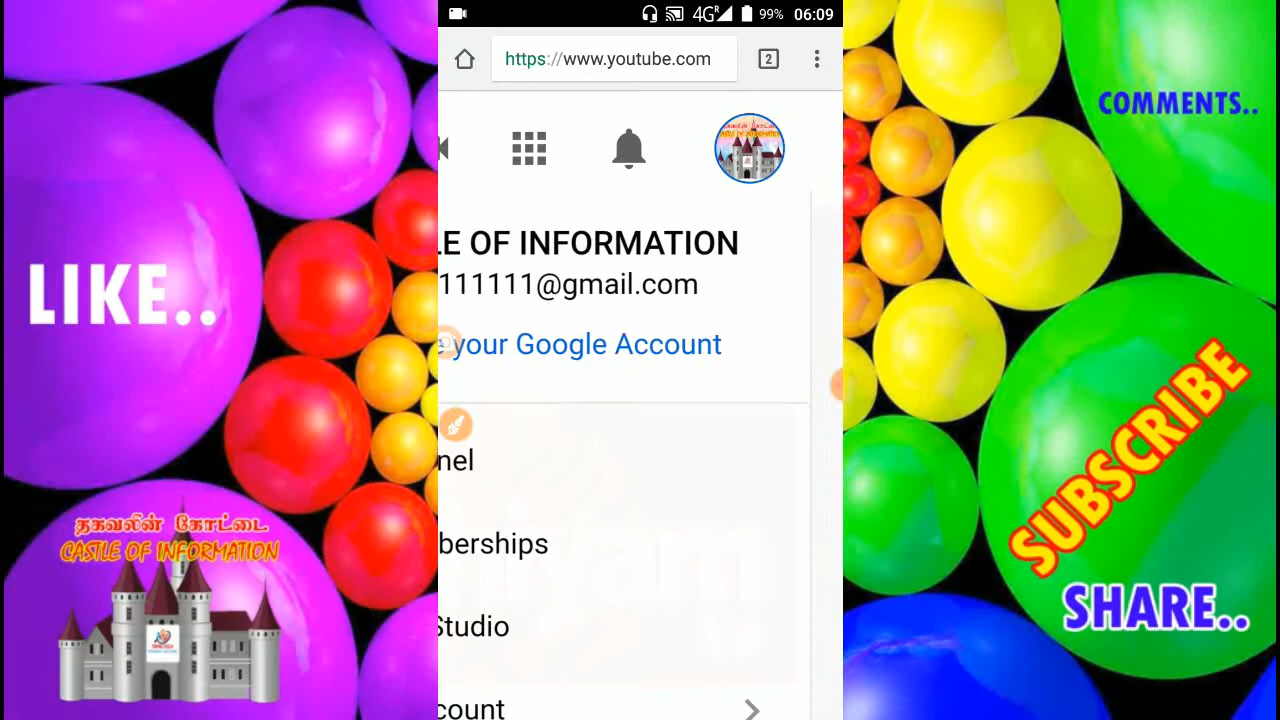 4G R 99% 06:09
https://www.youtube.com 2
COMMENTS..
LE OF INFORMATION
111111@gmail.com
e your Google Account
LIKE..
nel
SUBSCRIBE
தகவலின் கோட்டை
CASTLE OF INFORMATION
berships
SHARE..
Studio
count